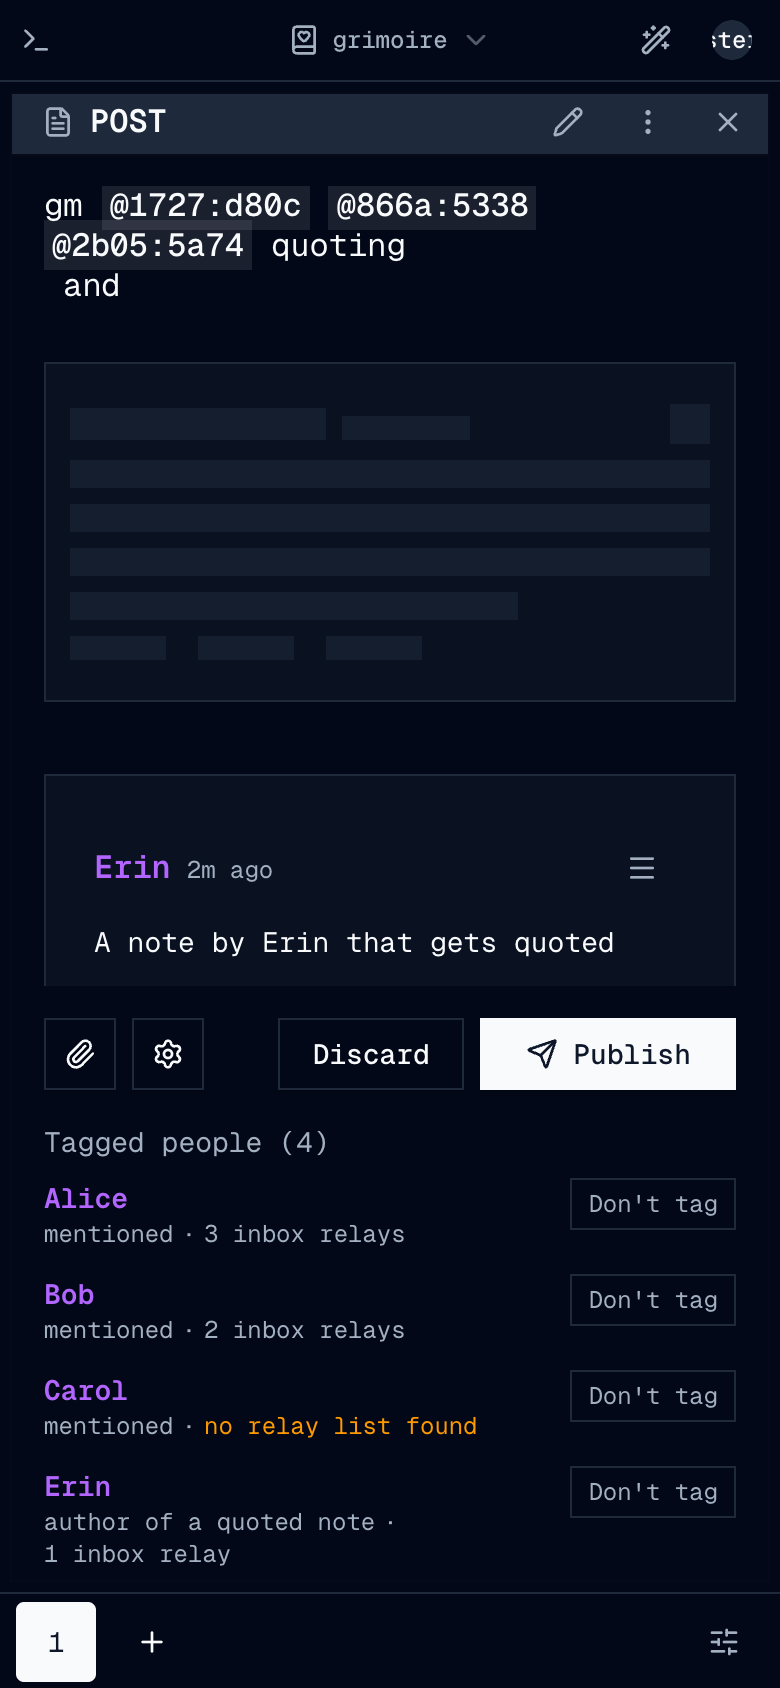 grimoire
ster
POST
gm @1727:d80c @866a:5338
@2b05:5a74 quoting
and
Erin 2m ago
A note by Erin that gets quoted
Discard
Publish
Tagged people (4)
Alice
mentioned · 3 inbox relays
Don't tag
Bob
mentioned · 2 inbox relays
Don't tag
Carol
mentioned · no relay list found
Don't tag
Erin
author of a quoted note ·
1 inbox relay
Don't tag
1